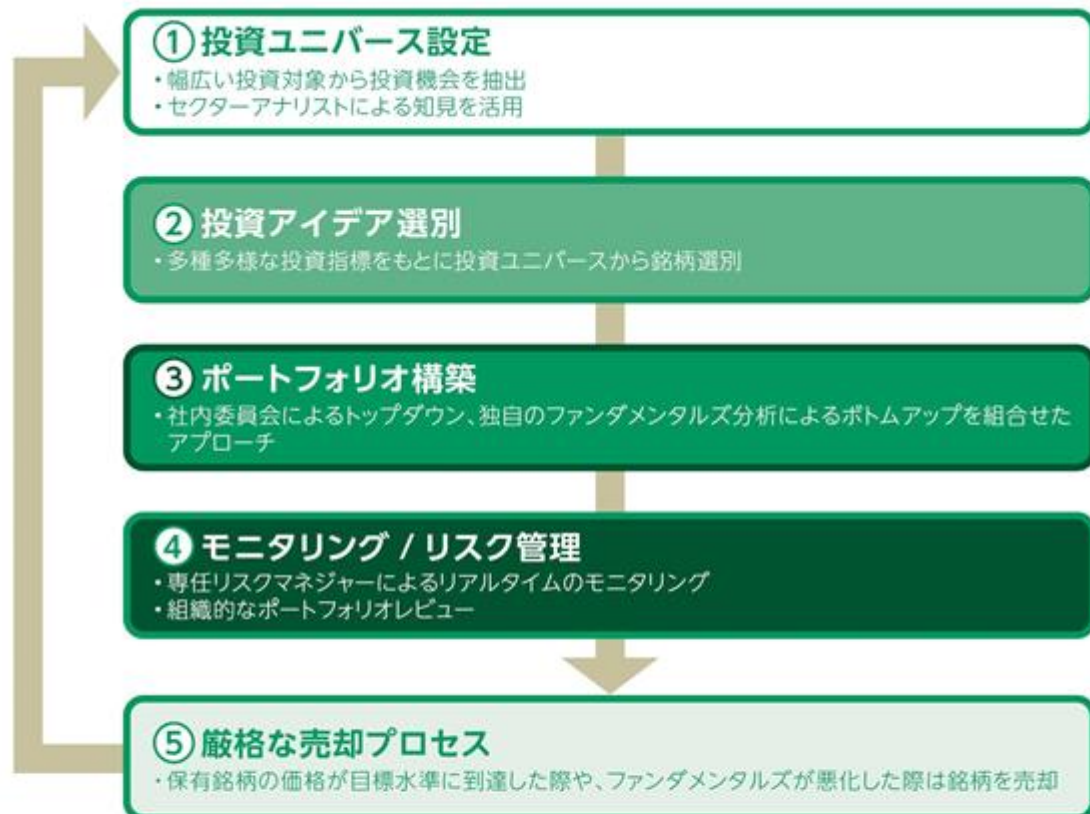 ① 投資ユニバース設定
・幅広い投資対象から投資機会を抽出
・セクターアナリストによる知見を活用
② 投資アイデア選別
・多種多様な投資指標をもとに投資ユニバースから銘柄選別
③ ポートフォリオ構築
・社内委員会によるトップダウン、独自のファンダメンタルズ分析によるボトムアップを組合せた
アプローチ
④ モニタリング / リスク管理
・専任リスクマネジャーによるリアルタイムのモニタリング
・組織的なポートフォリオレビュー
⑤ 厳格な売却プロセス
・保有銘柄の価格が目標水準に到達した際や、ファンダメンタルズが悪化した際は銘柄を売却